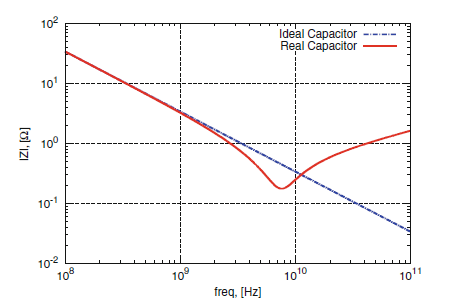 10²
Ideal Capacitor
Real Capacitor
10¹
10⁰
10⁻¹
10⁻²
|Z|, [Ω]
10⁸ 10⁹ 10¹⁰ 10¹¹
freq, [Hz]